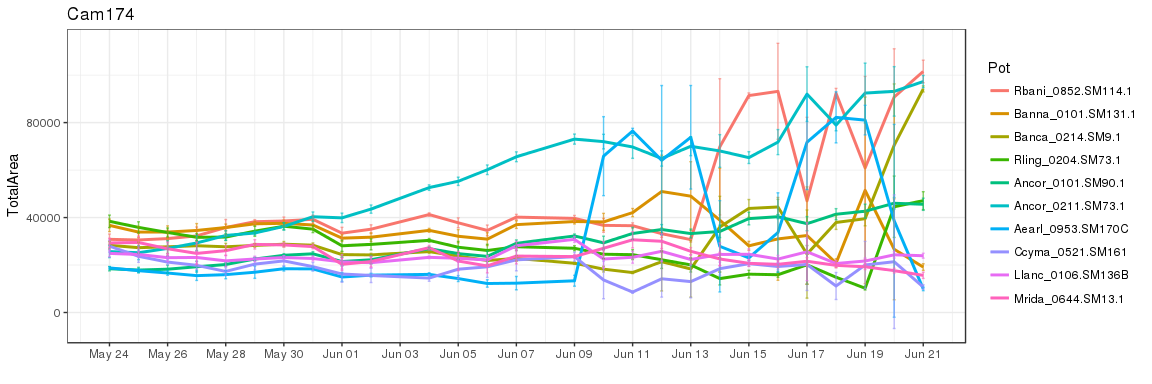 Cam174
TotalArea
80000
40000
0
May 24 May 26 May 28 May 30 Jun 01 Jun 03 Jun 05 Jun 07 Jun 09 Jun 11 Jun 13 Jun 15 Jun 17 Jun 19 Jun 21
Pot
Rbani_0852.SM114.1
Banna_0101.SM131.1
Banca_0214.SM9.1
Rling_0204.SM73.1
Ancor_0101.SM90.1
Ancor_0211.SM73.1
Aearl_0953.SM170C
Ccyma_0521.SM161
Llanc_0106.SM136B
Mrida_0644.SM13.1